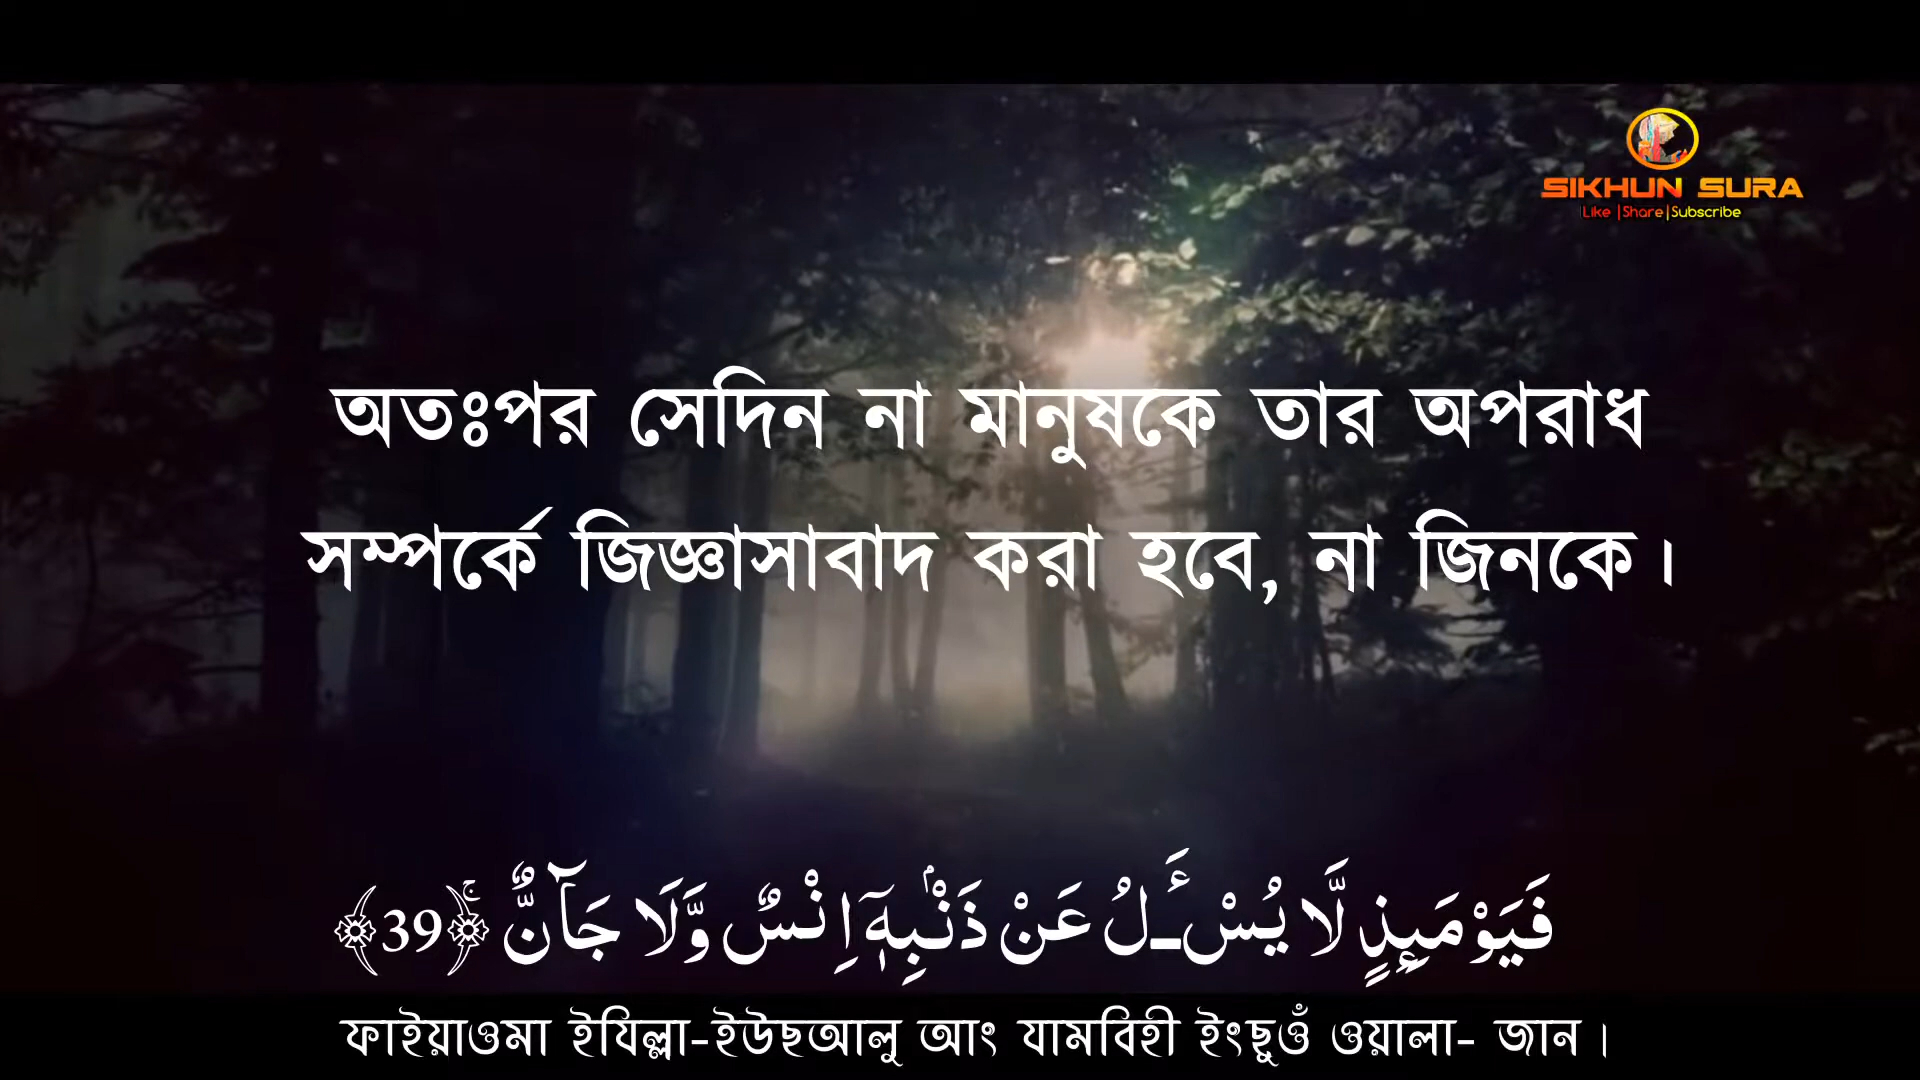 SIKHUN SURA
Like |Share|Subscribe
অতঃপর সেদিন না মানুষকে তার অপরাধ
সম্পর্কে জিজ্ঞাসাবাদ করা হবে, না জিনকে।
فَيَوْمَىِٕذٍ لَّا يُسْـَٔلُ عَنْ ذَنْۢبِهٖٓ اِنْسٌ وَّلَا جَآنٌّۚ ﴿39﴾
ফাইয়াওমা ইযিল্লা-ইউছআলু আং যামবিহী ইংছুওঁ ওয়ালা- জান।